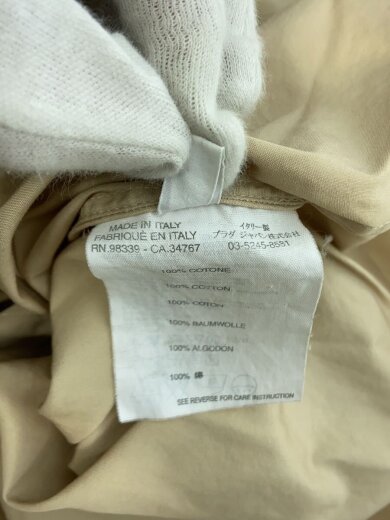 MADE IN ITALY イタリー製
FABRIQUÉ EN ITALY プラダ ジャパン株式会社
RN.98339 - CA.34767 03-5245-8581
100% COTONE
100% COTTON
100% COTON
100% BAUMWOLLE
100% ALGODON
100% 綿
SEE REVERSE FOR CARE INSTRUCTION